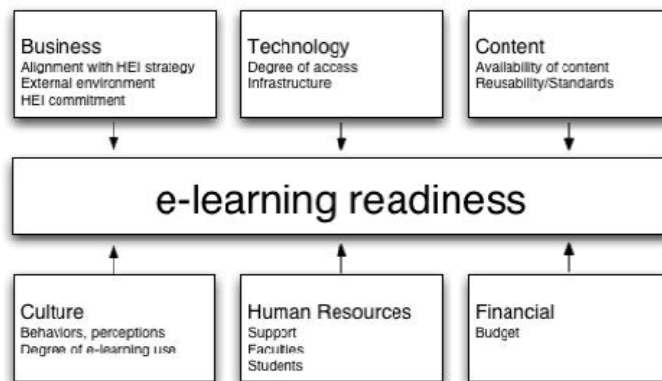 Business
Alignment with HEI strategy
External environment
HEI commitment
Technology
Degree of access
Infrastructure
Content
Availability of content
Reusability/Standards
e-learning readiness
Culture
Behaviors, perceptions
Degree of e-learning use
Human Resources
Support
Faculties
Students
Financial
Budget